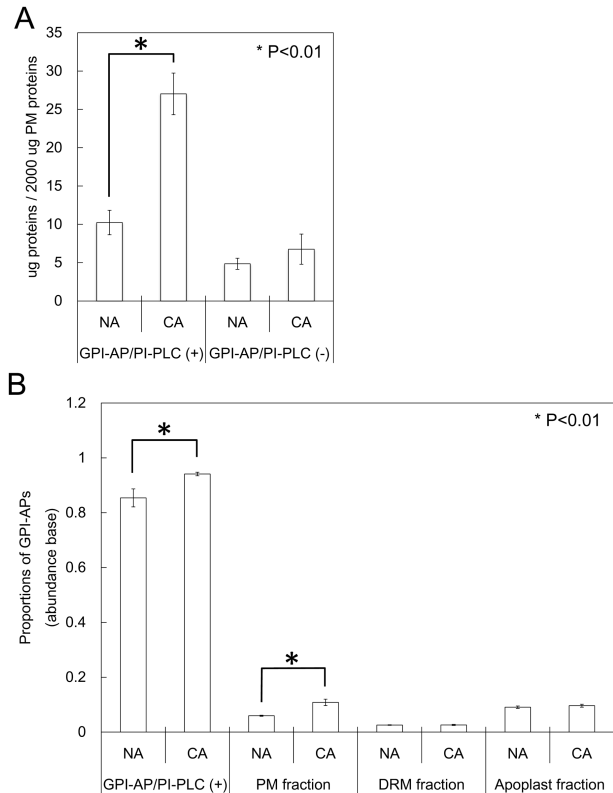 A
ug proteins / 2000 ug PM proteins
35
30
25
20
15
10
5
0
* P<0.01
*
NA CA NA CA
GPI-AP/PI-PLC (+) GPI-AP/PI-PLC (-)
B
Proportions of GPI-APs
(abundance base)
1.2
1
0.8
0.6
0.4
0.2
0
* P<0.01
*
*
NA CA NA CA NA CA NA CA
GPI-AP/PI-PLC (+) PM fraction DRM fraction Apoplast fraction